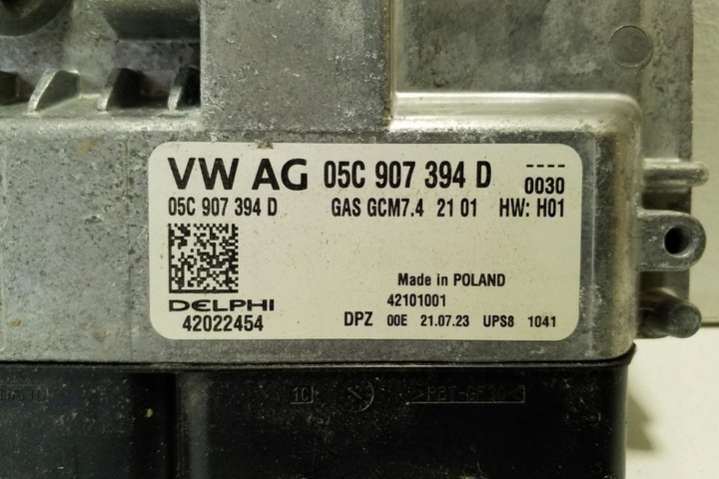 VW AG 05C 907 394 D
----
0030
05C 907 394 D GAS GCM7.4 21 01 HW: H01
Made in POLAND
42101001
DELPHI
42022454
DPZ 00E 21.07.23 UPS8 1041
10